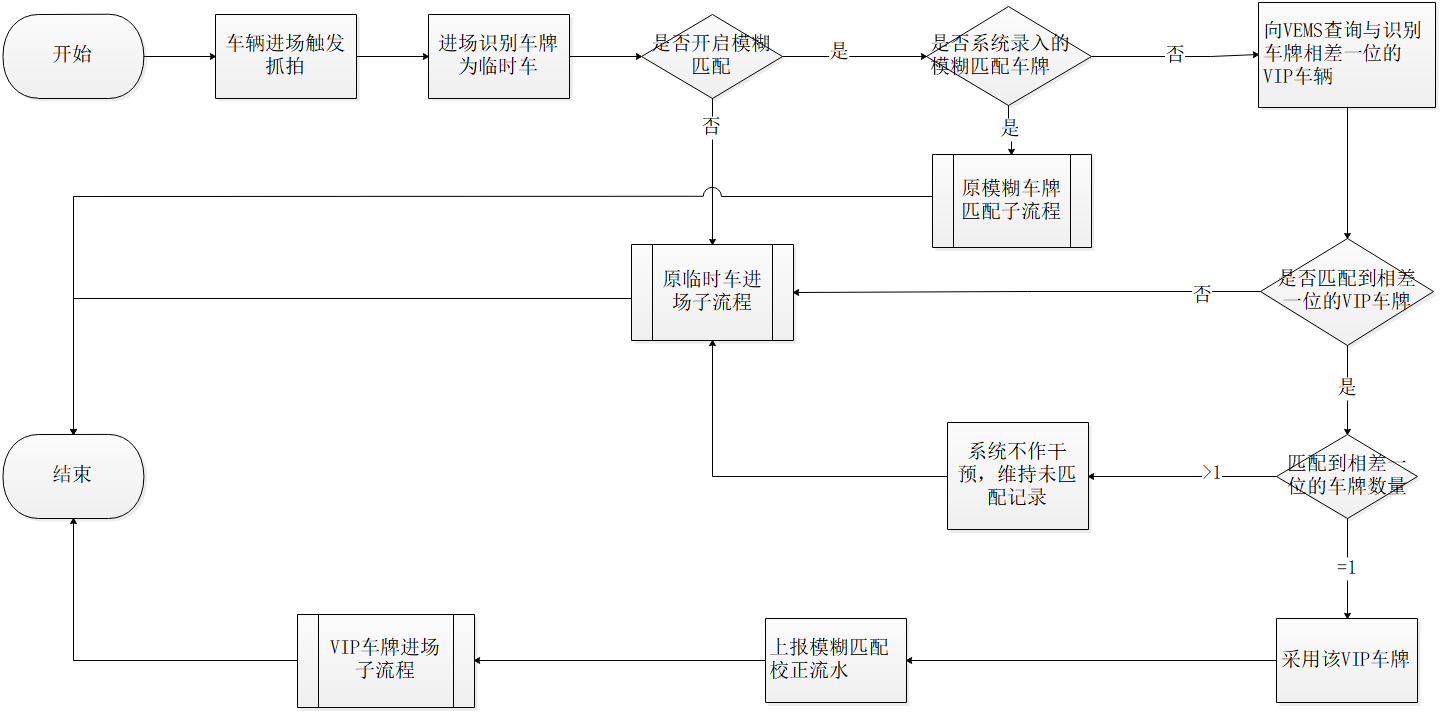 开始
车辆进场触发
抓拍
进场识别车牌
为临时车
是否开启模糊
匹配
是
是否系统录入的
模糊匹配车牌
否
向VEMS查询与识别
车牌相差一位的
VIP车辆
否
是
原模糊车牌
匹配子流程
原临时车进
场子流程
否
是否匹配到相差
一位的VIP车牌
是
结束
系统不作干
预，维持未匹
配记录
>1
匹配到相差一
位的车牌数量
=1
VIP车牌进场
子流程
上报模糊匹配
校正流水
采用该VIP车牌